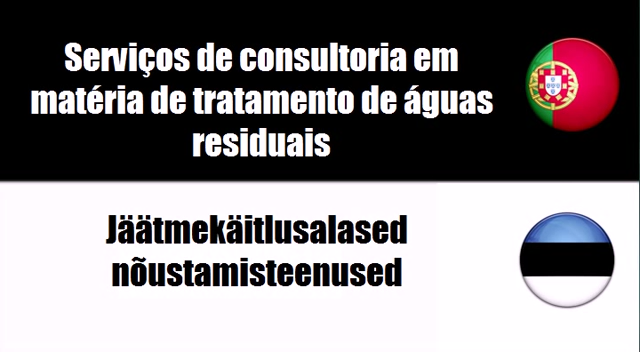 Serviços de consultoria em
matéria de tratamento de águas
residuais
Jäätmekäitlusalased
nõustamisteenused